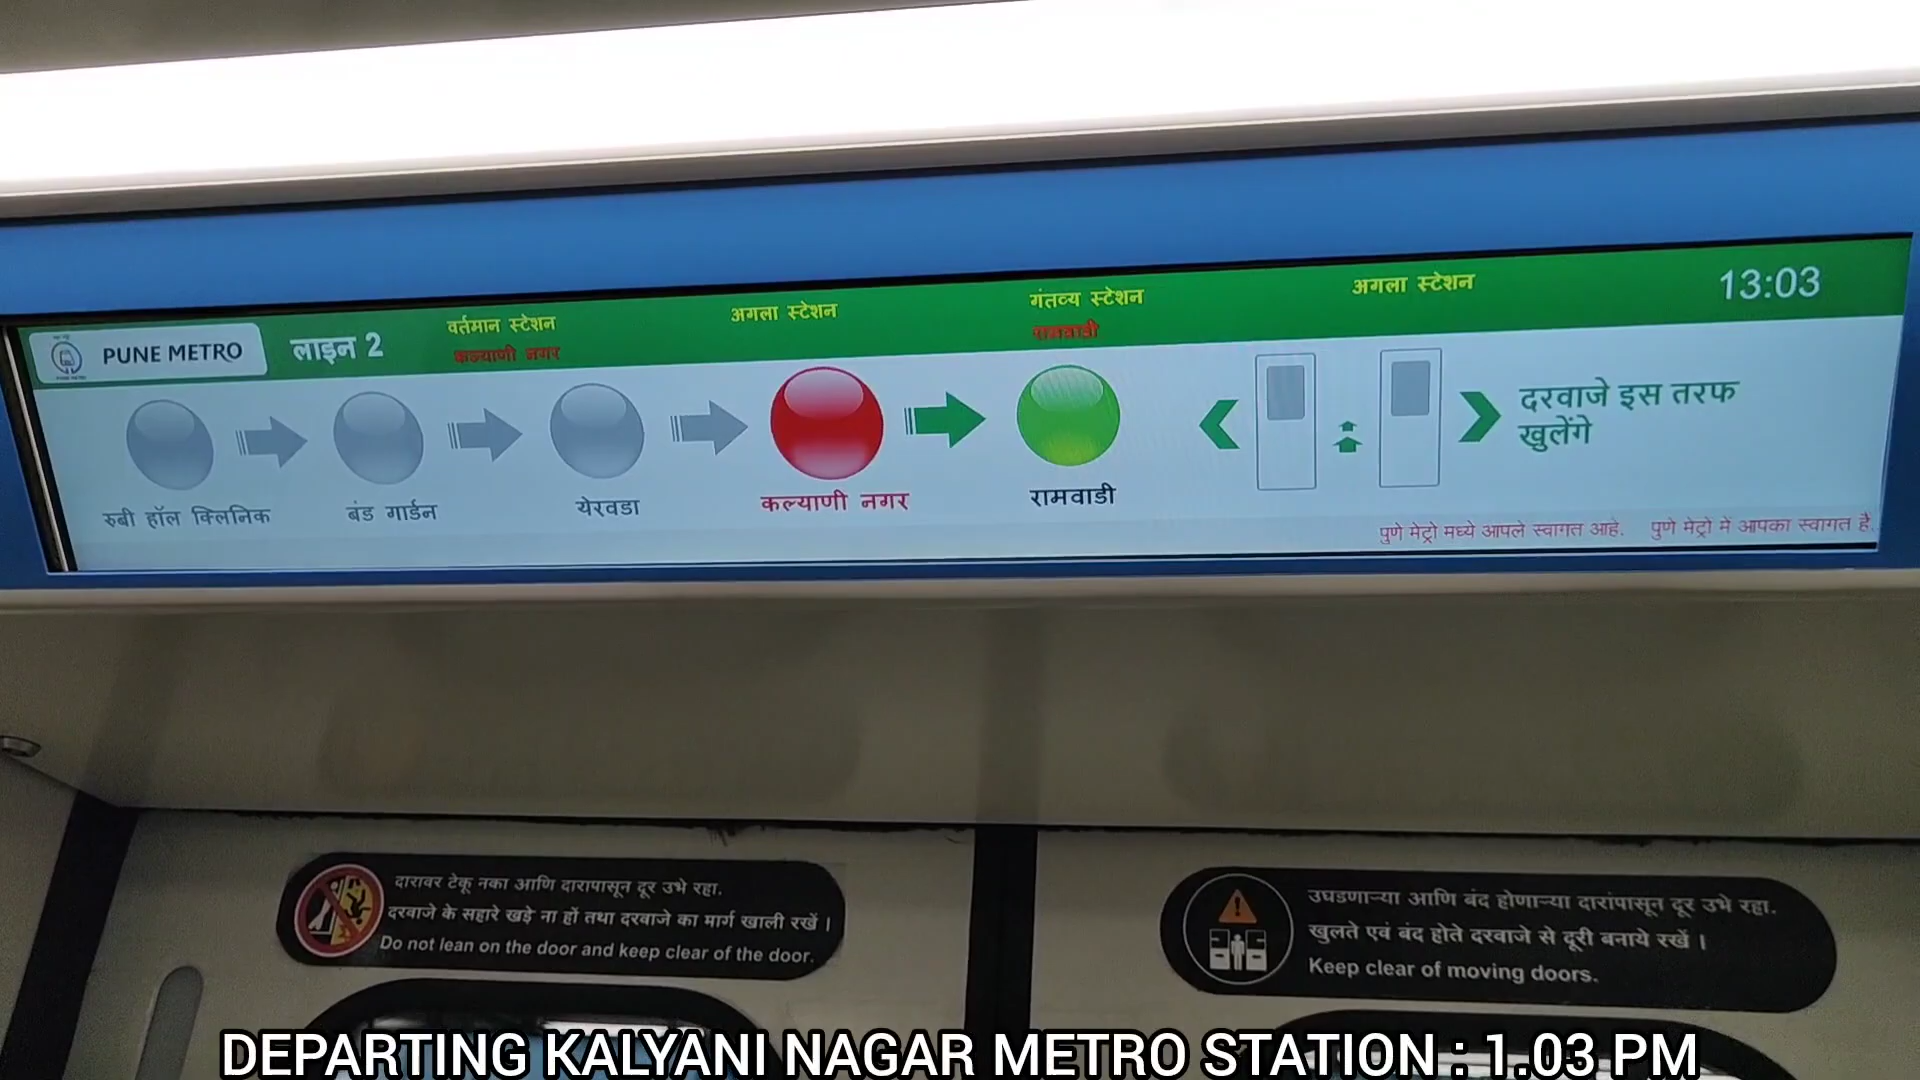 PUNE METRO
लाइन 2
वर्तमान स्टेशन
कल्याणी नगर
अगला स्टेशन
गंतव्य स्टेशन
रामवाडी
अगला स्टेशन
13:03
रुबी हॉल क्लिनिक
बंड गार्डन
येरवडा
कल्याणी नगर
रामवाडी
दरवाजे इस तरफ
खुलेंगे
पुणे मेट्रो मध्ये आपले स्वागत आहे. पुणे मेट्रो में आपका स्वागत है.
दारावर टेकू नका आणि दारापासून दूर उभे रहा.
दरवाजे के सहारे खड़े ना हों तथा दरवाजे का मार्ग खाली रखें ।
Do not lean on the door and keep clear of the door.
उघडणाऱ्या आणि बंद होणाऱ्या दारांपासून दूर उभे रहा.
खुलते एवं बंद होते दरवाजे से दूरी बनाये रखें ।
Keep clear of moving doors.
DEPARTING KALYANI NAGAR METRO STATION : 1.03 PM